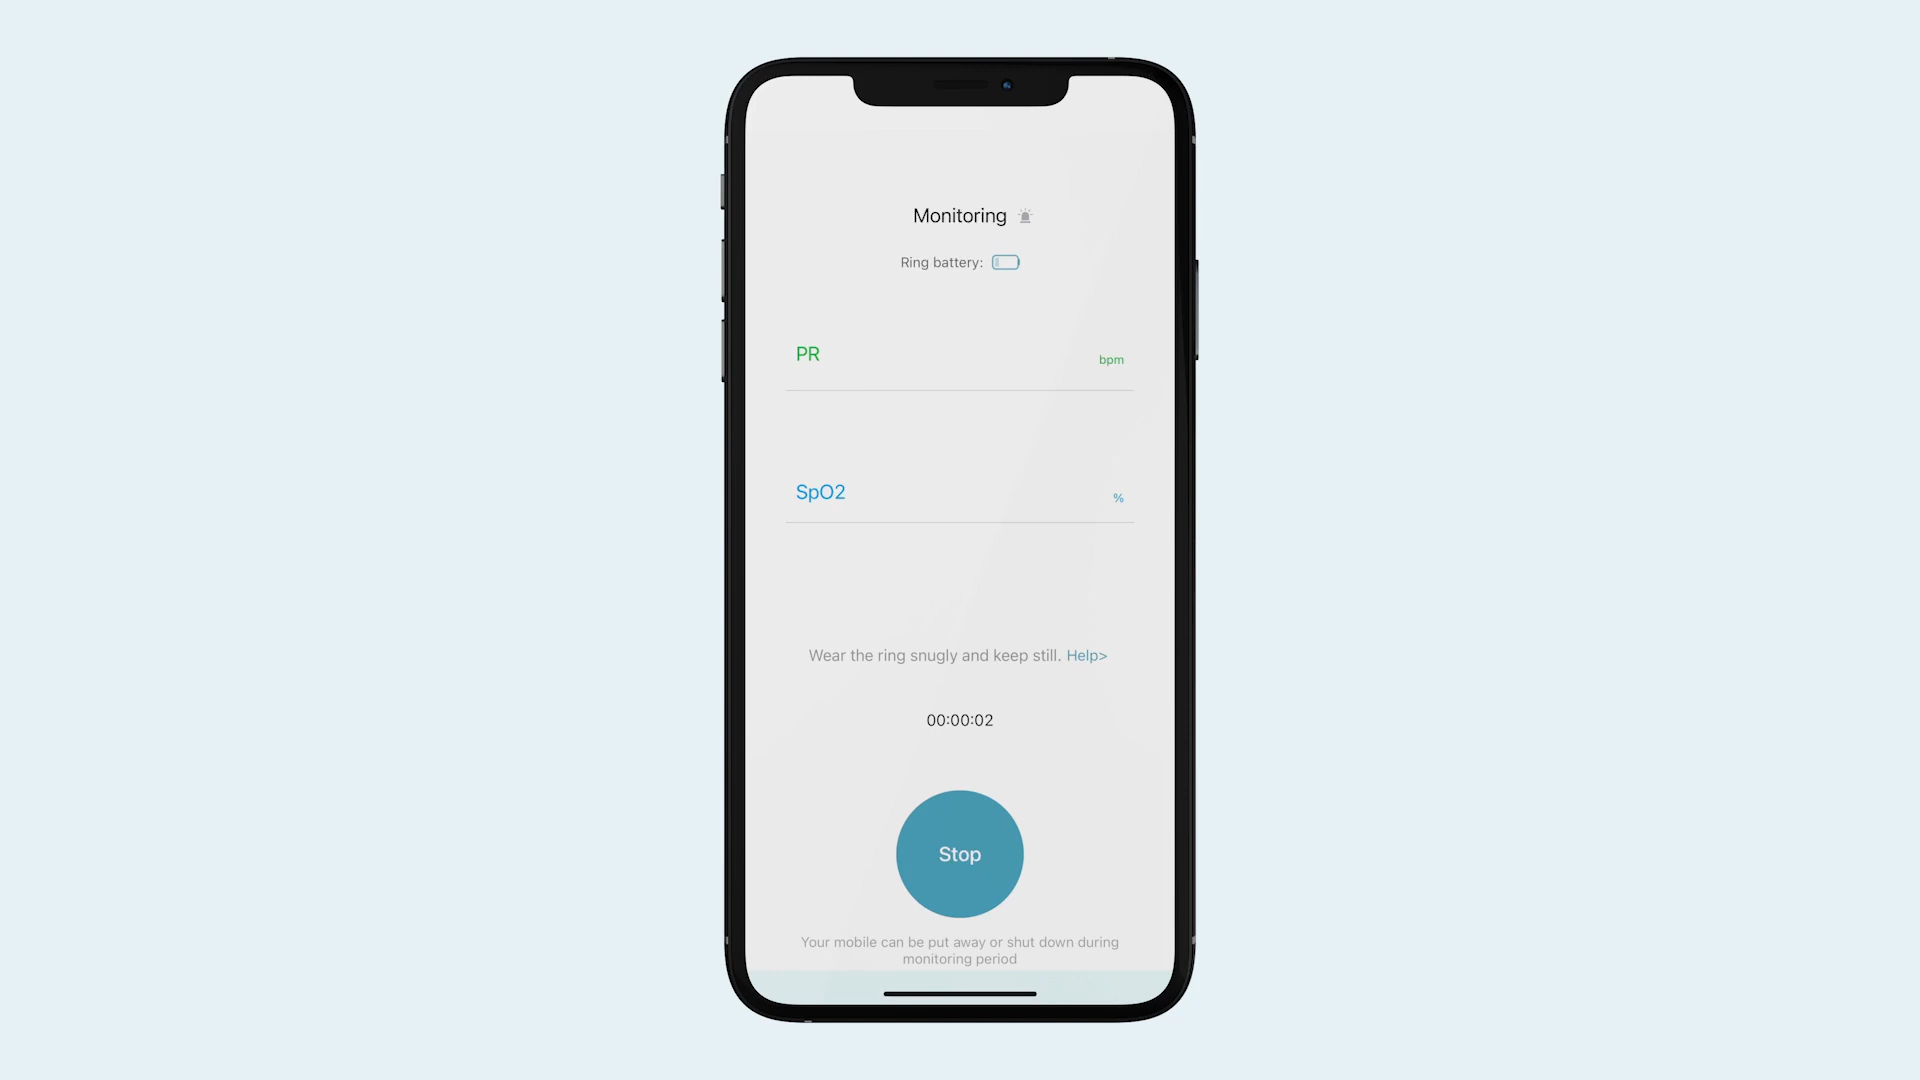 Monitoring
Ring battery:
PR
bpm
SpO2
%
Wear the ring snugly and keep still. Help>
00:00:02
Stop
Your mobile can be put away or shut down during
monitoring period